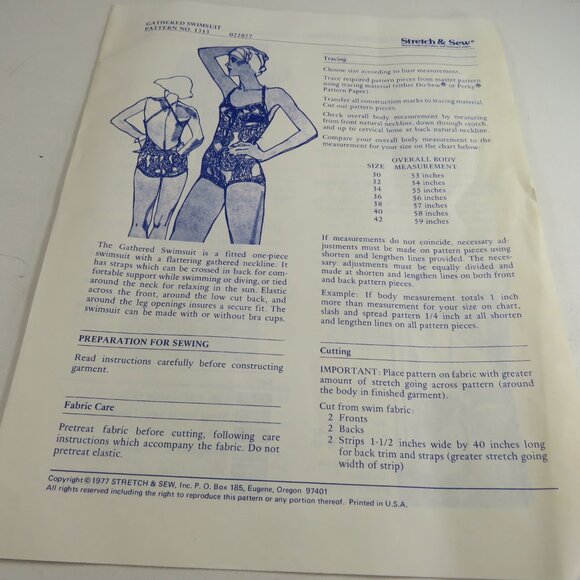 GATHERED SWIMSUIT
PATTERN NO. 1313 022877
The Gathered Swimsuit is a fitted one-piece
swimsuit with a flattering gathered neckline. It
has straps which can be crossed in back for com-
fortable support while swimming or diving, or tied
around the neck for relaxing in the sun. Elastic
across the front, around the low cut back, and
around the leg openings insures a secure fit. The
swimsuit can be made with or without bra cups.
PREPARATION FOR SEWING
Read instructions carefully before constructing
garment.
Fabric Care
Pretreat fabric before cutting, following care
instructions which accompany the fabric. Do not
pretreat elastic.
Stretch & Sew®
Tracing
Choose size according to bust measurement.
Trace required pattern pieces from master pattern
using tracing material (either Do-Sew® or Perky®
Pattern Paper).
Transfer all construction marks to tracing material.
Cut out pattern pieces.
Check overall body measurement by measuring
from front natural neckline, down through crotch,
and up to cervical bone at back natural neckline.
Compare your overall body measurement to the
measurement for your size on the chart below:
OVERALL BODY
SIZE MEASUREMENT
30 53 inches
32 54 inches
34 55 inches
36 56 inches
38 57 inches
40 58 inches
42 59 inches
If measurements do not coincide, necessary ad-
justments must be made on pattern pieces using
shorten and lengthen lines provided. The neces-
sary adjustments must be equally divided and
made at shorten and lengthen lines on both front
and back pattern pieces.
Example: If body measurement totals 1 inch
more than measurement for your size on chart,
slash and spread pattern 1/4 inch at all shorten
and lengthen lines on all pattern pieces.
Cutting
IMPORTANT: Place pattern on fabric with greater
amount of stretch going across pattern (around
the body in finished garment).
Cut from swim fabric:
2 Fronts
2 Backs
2 Strips 1-1/2 inches wide by 40 inches long
for back trim and straps (greater stretch going
width of strip)
Copyright ©1977 STRETCH & SEW, Inc. P. O. Box 185, Eugene, Oregon 97401
All rights reserved including the right to reproduce this pattern or any portion thereof. Printed in U.S.A.